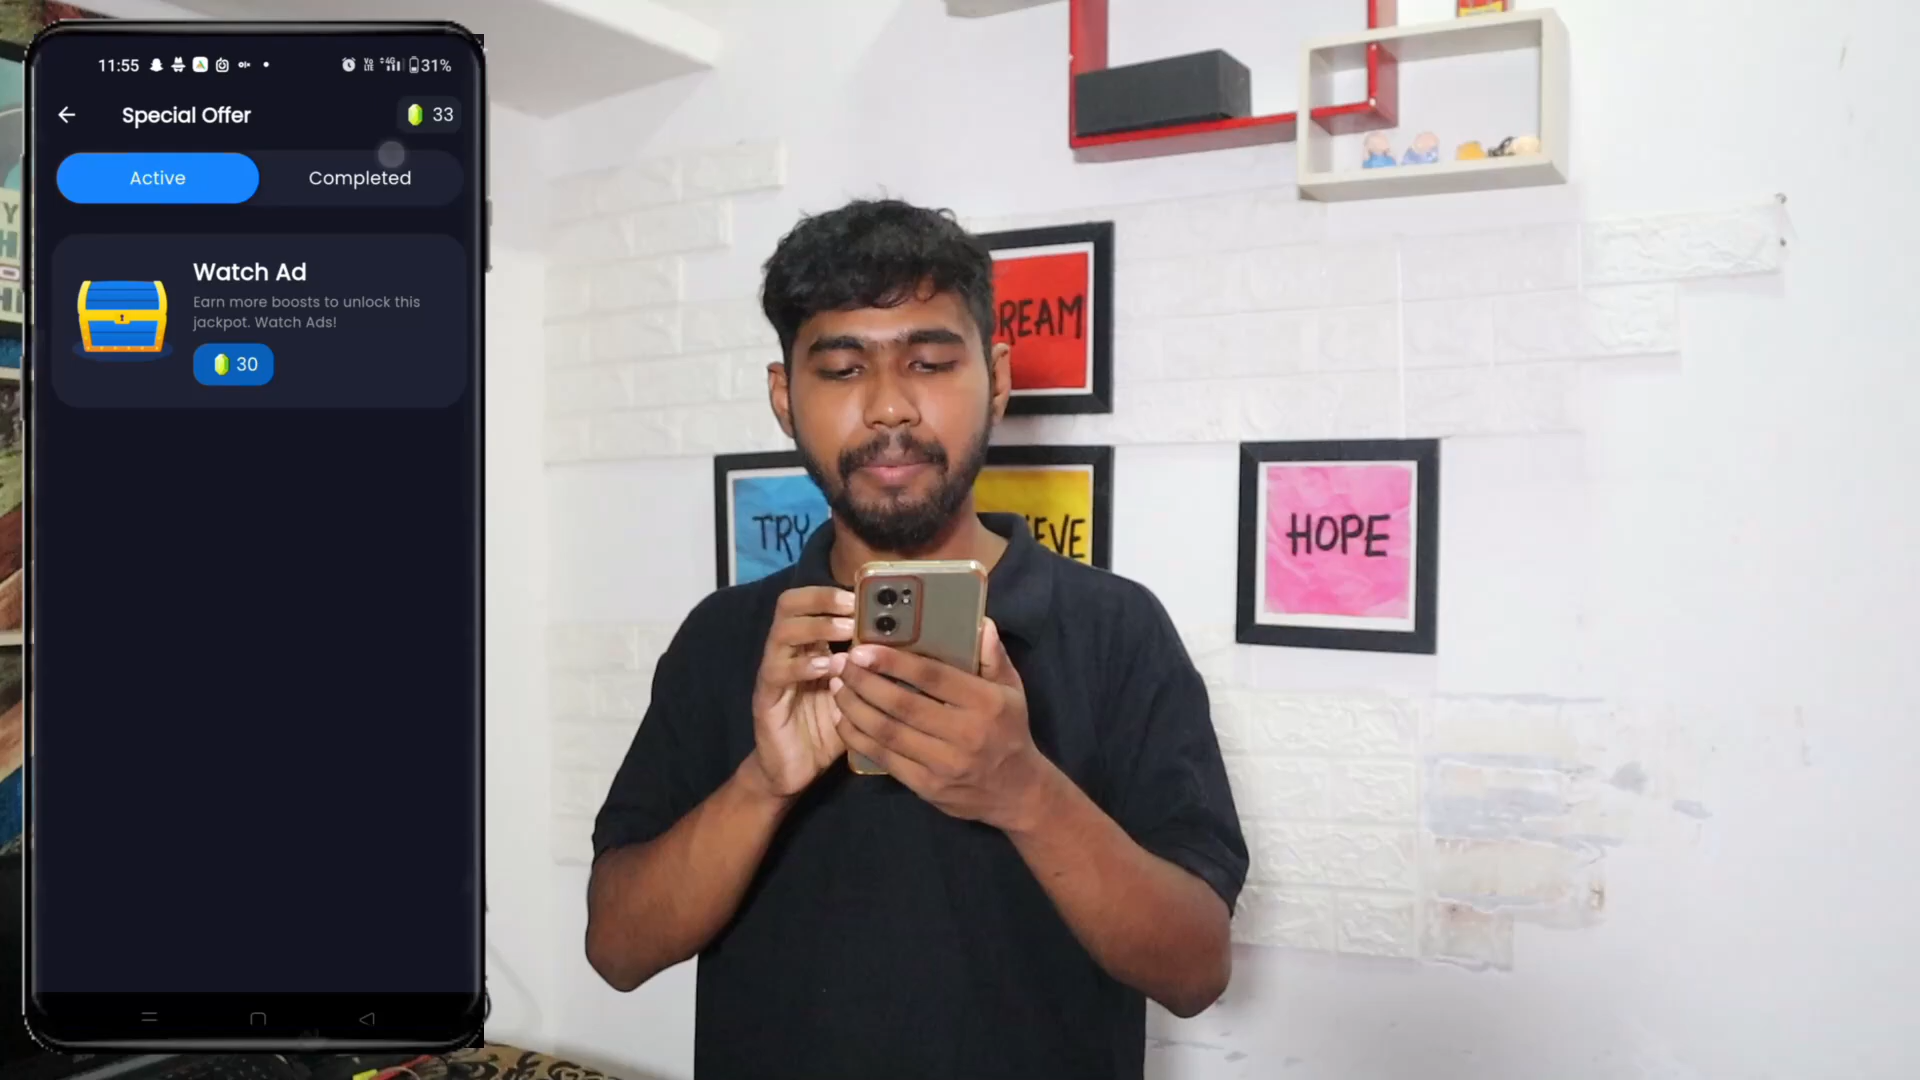 11:55
31%
Special Offer
33
Active
Completed
Watch Ad
Earn more boosts to unlock this
jackpot. Watch Ads!
30
DREAM
TRY
HOPE